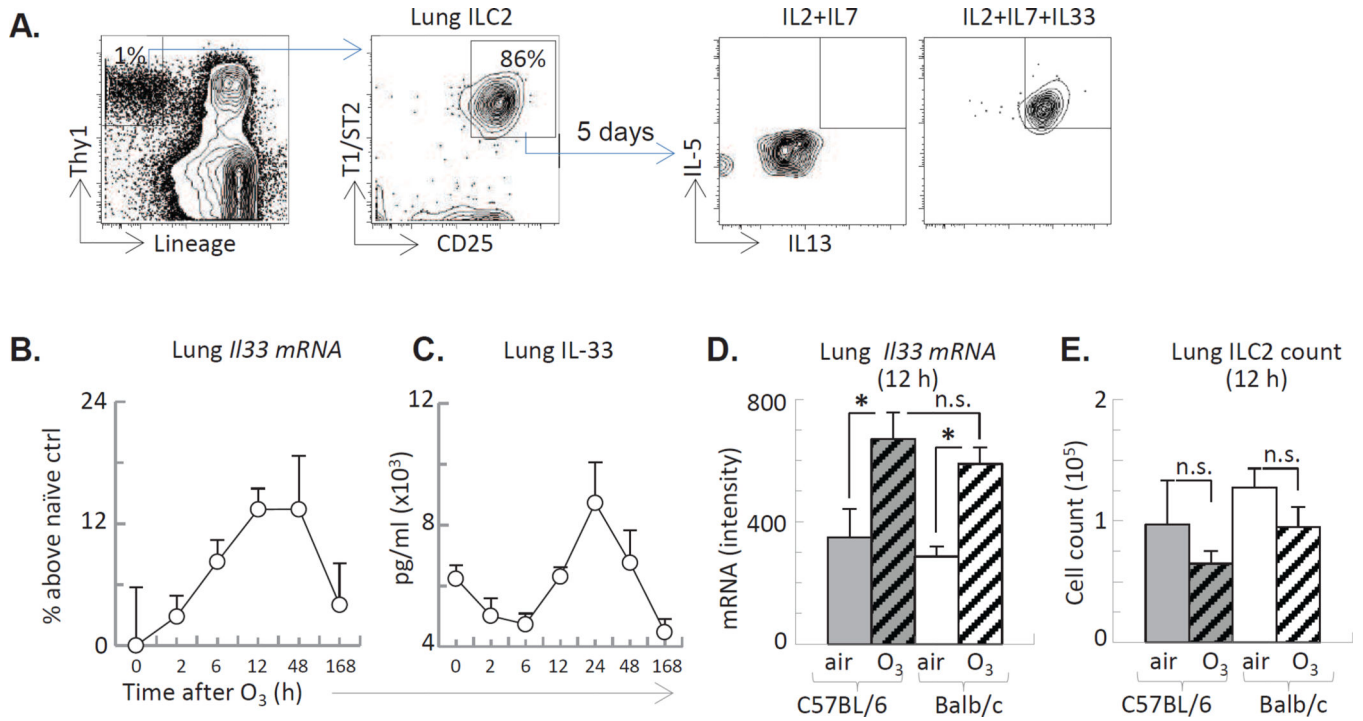 A.
Lung ILC2
IL2+IL7
IL2+IL7+IL33
1%
86%
5 days
Thy1
Lineage
T1/ST2
CD25
IL-5
IL13
B.
Lung Il33 mRNA
% above naïve ctrl
24
12
0
0 2 6 12 48 168
Time after O3 (h)
C.
Lung IL-33
pg/ml (x10³)
12
8
4
0 2 6 12 24 48 168
D.
Lung Il33 mRNA
(12 h)
mRNA (intensity)
800
400
0
* n.s.
*
air O3 air O3
C57BL/6 Balb/c
E.
Lung ILC2 count
(12 h)
Cell count (10⁵)
2
1
0
n.s. n.s.
air O3 air O3
C57BL/6 Balb/c